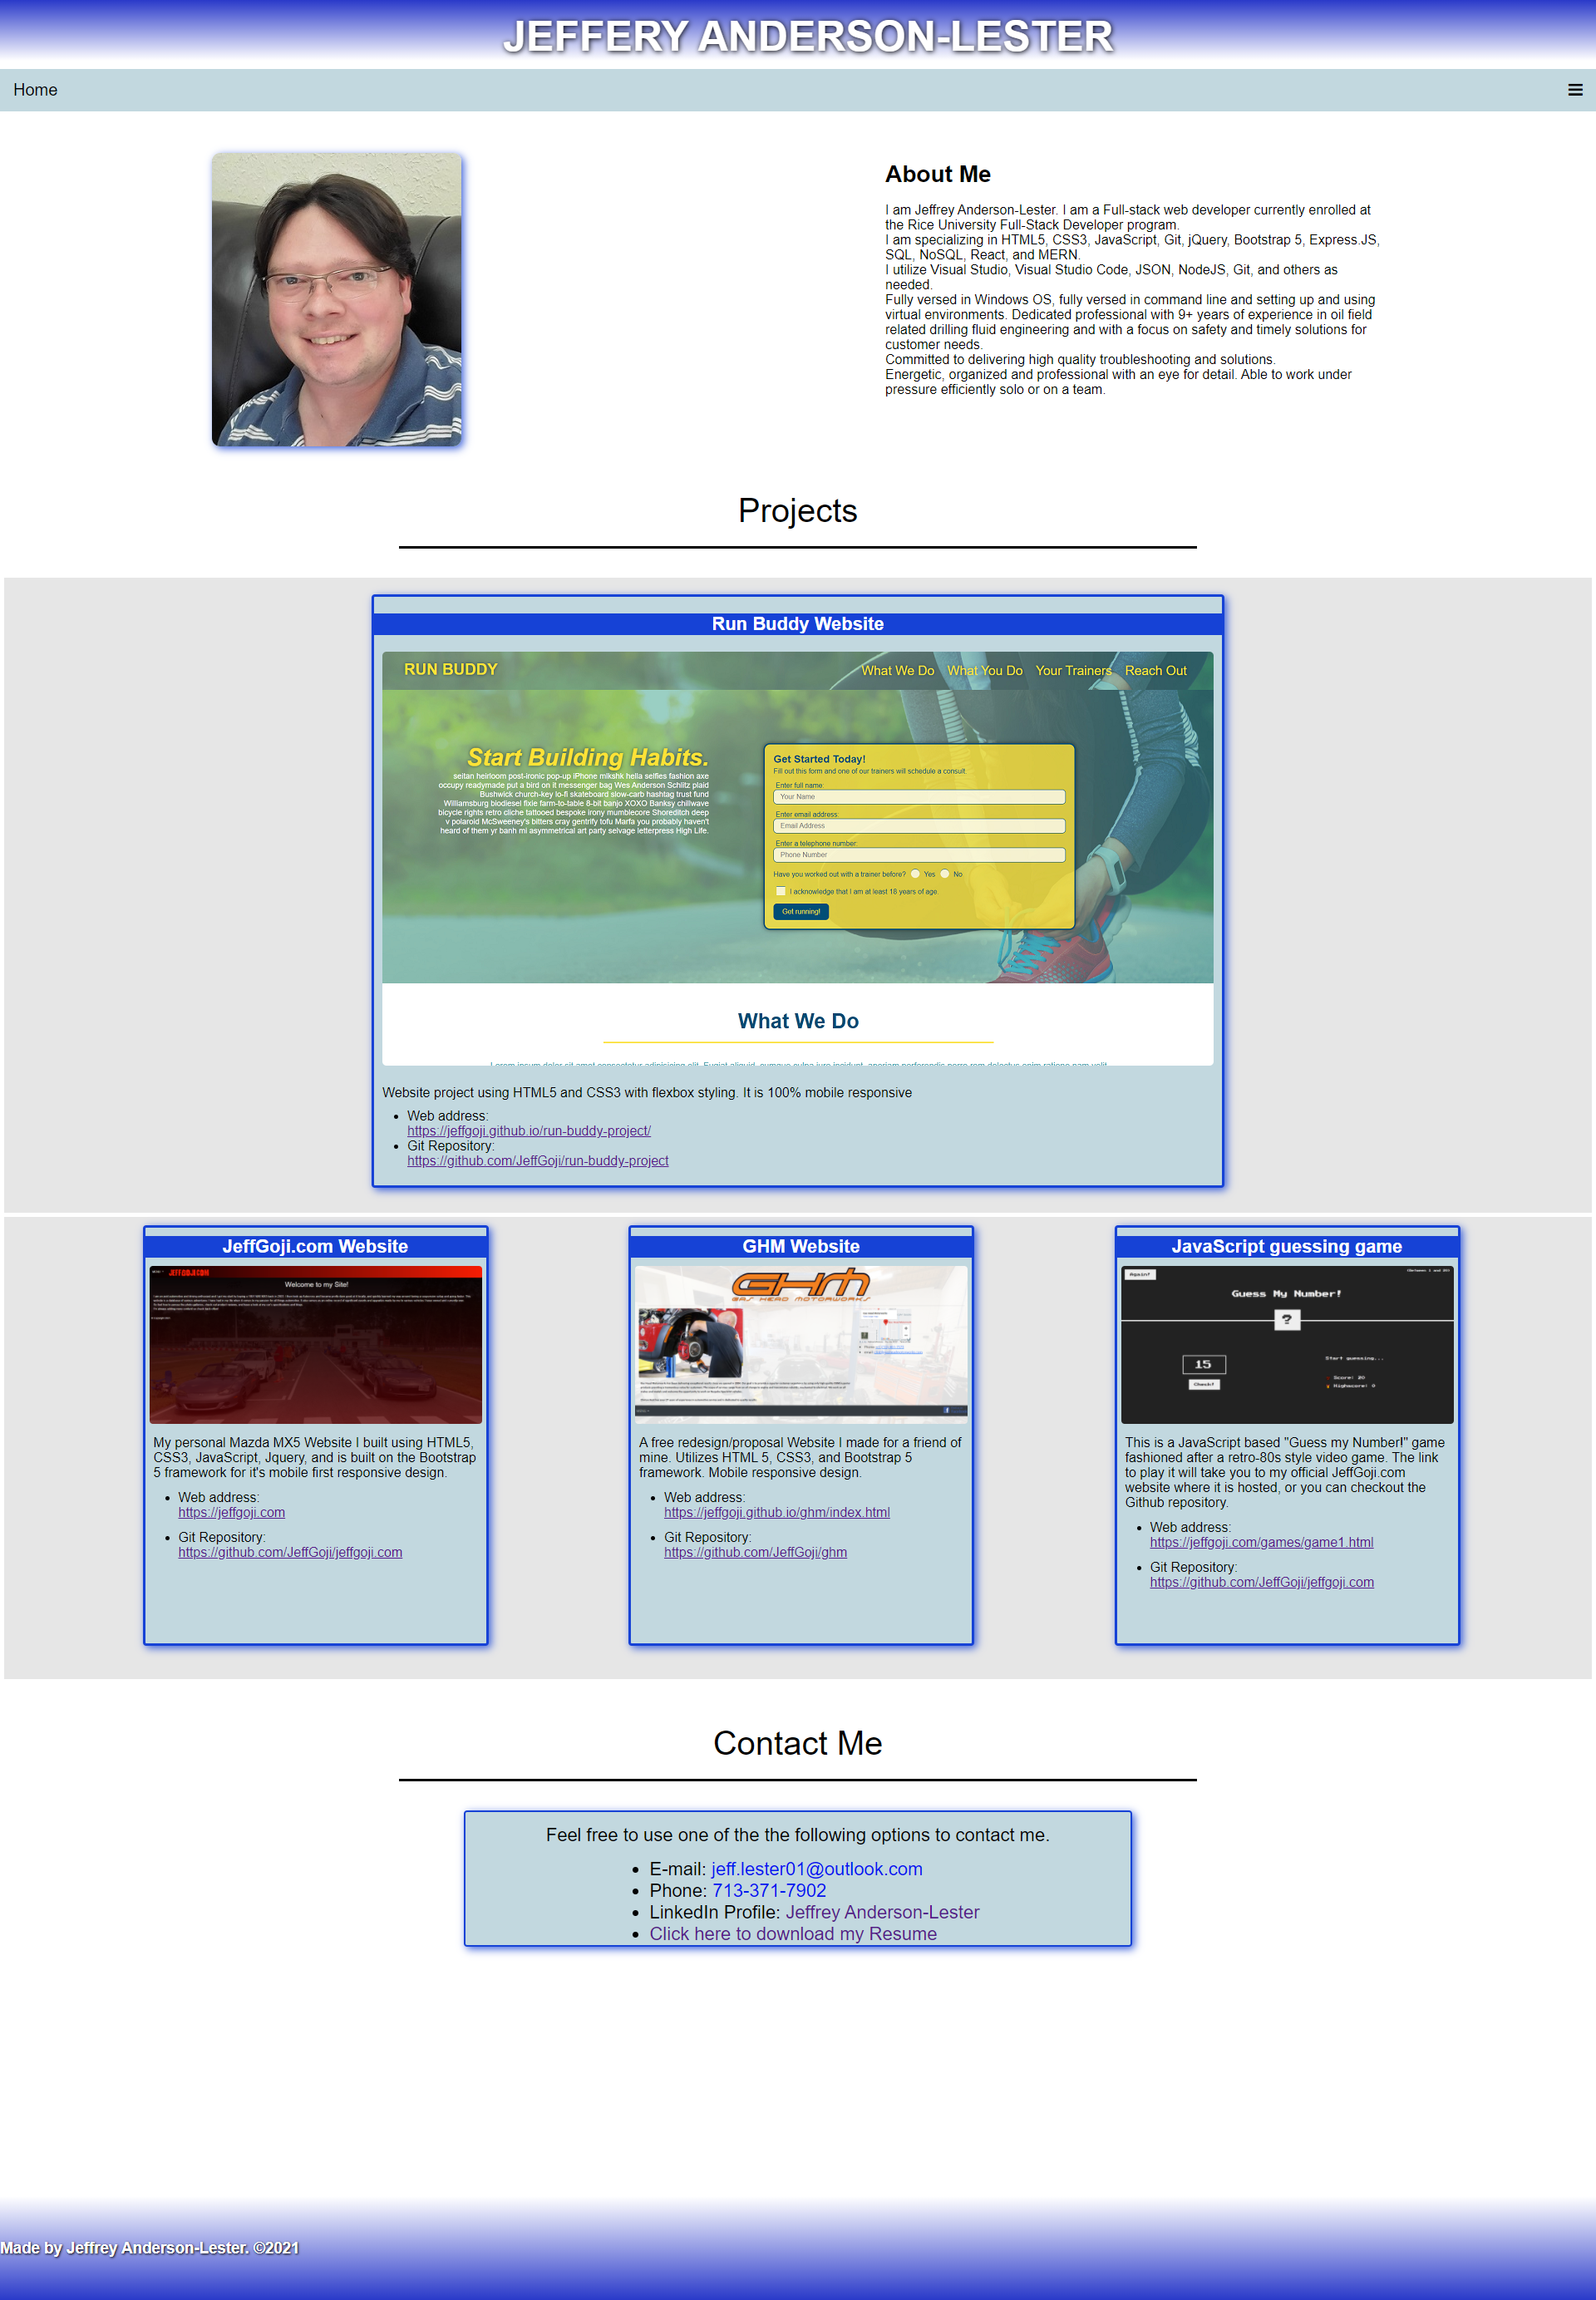 JEFFERY ANDERSON-LESTER
Home
About Me
I am Jeffrey Anderson-Lester. I am a Full-stack web developer currently enrolled at
the Rice University Full-Stack Developer program.
I am specializing in HTML5, CSS3, JavaScript, Git, jQuery, Bootstrap 5, Express.JS,
SQL, NoSQL, React, and MERN.
I utilize Visual Studio, Visual Studio Code, JSON, NodeJS, Git, and others as
needed.
Fully versed in Windows OS, fully versed in command line and setting up and using
virtual environments. Dedicated professional with 9+ years of experience in oil field
related drilling fluid engineering and with a focus on safety and timely solutions for
customer needs.
Committed to delivering high quality troubleshooting and solutions.
Energetic, organized and professional with an eye for detail. Able to work under
pressure efficiently solo or on a team.
Projects
Run Buddy Website
RUN BUDDY
What We Do What You Do Your Trainers Reach Out
Start Building Habits.
seitan heirloom post-ironic pop-up iPhone mlkshk hella selfies fashion axe
occupy readymade put a bird on it messenger bag Wes Anderson Schlitz plaid
Bushwick church-key lo-fi skateboard slow-carb hashtag trust fund
Williamsburg biodiesel fixie farm-to-table 8-bit banjo XOXO Banksy chillwave
bicycle rights retro cliche tattooed bespoke irony mumblecore Shoreditch deep
v polaroid McSweeney's bitters cray gentrify tofu Marfa you probably haven't
heard of them yr banh mi asymmetrical art party selvage letterpress High Life.
Get Started Today!
Fill out this form and one of our trainers will schedule a consult.
Enter full name:
Your Name
Enter email address:
Email Address
Enter a telephone number:
Phone Number
Have you worked out with a trainer before? Yes No
I acknowledge that I am at least 18 years of age
Get running!
What We Do
Website project using HTML5 and CSS3 with flexbox styling. It is 100% mobile responsive
• Web address:
https://jeffgoji.github.io/run-buddy-project/
• Git Repository:
https://github.com/JeffGoji/run-buddy-project
JeffGoji.com Website
JEFFGOJI.COM
Welcome to my Site!
My personal Mazda MX5 Website I built using HTML5,
CSS3, JavaScript, Jquery, and is built on the Bootstrap
5 framework for it's mobile first responsive design.
• Web address:
https://jeffgoji.com
• Git Repository:
https://github.com/JeffGoji/jeffgoji.com
GHM Website
GHM
GAS HEAD MOTORWORKS
A free redesign/proposal Website I made for a friend of
mine. Utilizes HTML 5, CSS3, and Bootstrap 5
framework. Mobile responsive design.
• Web address:
https://jeffgoji.github.io/ghm/index.html
• Git Repository:
https://github.com/JeffGoji/ghm
JavaScript guessing game
Again!
Guess My Number!
?
15
Check!
Start guessing...
Score: 20
Highscore: 0
This is a JavaScript based "Guess my Number!" game
fashioned after a retro-80s style video game. The link
to play it will take you to my official JeffGoji.com
website where it is hosted, or you can checkout the
Github repository.
• Web address:
https://jeffgoji.com/games/game1.html
• Git Repository:
https://github.com/JeffGoji/jeffgoji.com
Contact Me
Feel free to use one of the the following options to contact me.
• E-mail: jeff.lester01@outlook.com
• Phone: 713-371-7902
• LinkedIn Profile: Jeffrey Anderson-Lester
• Click here to download my Resume
Made by Jeffrey Anderson-Lester. ©2021